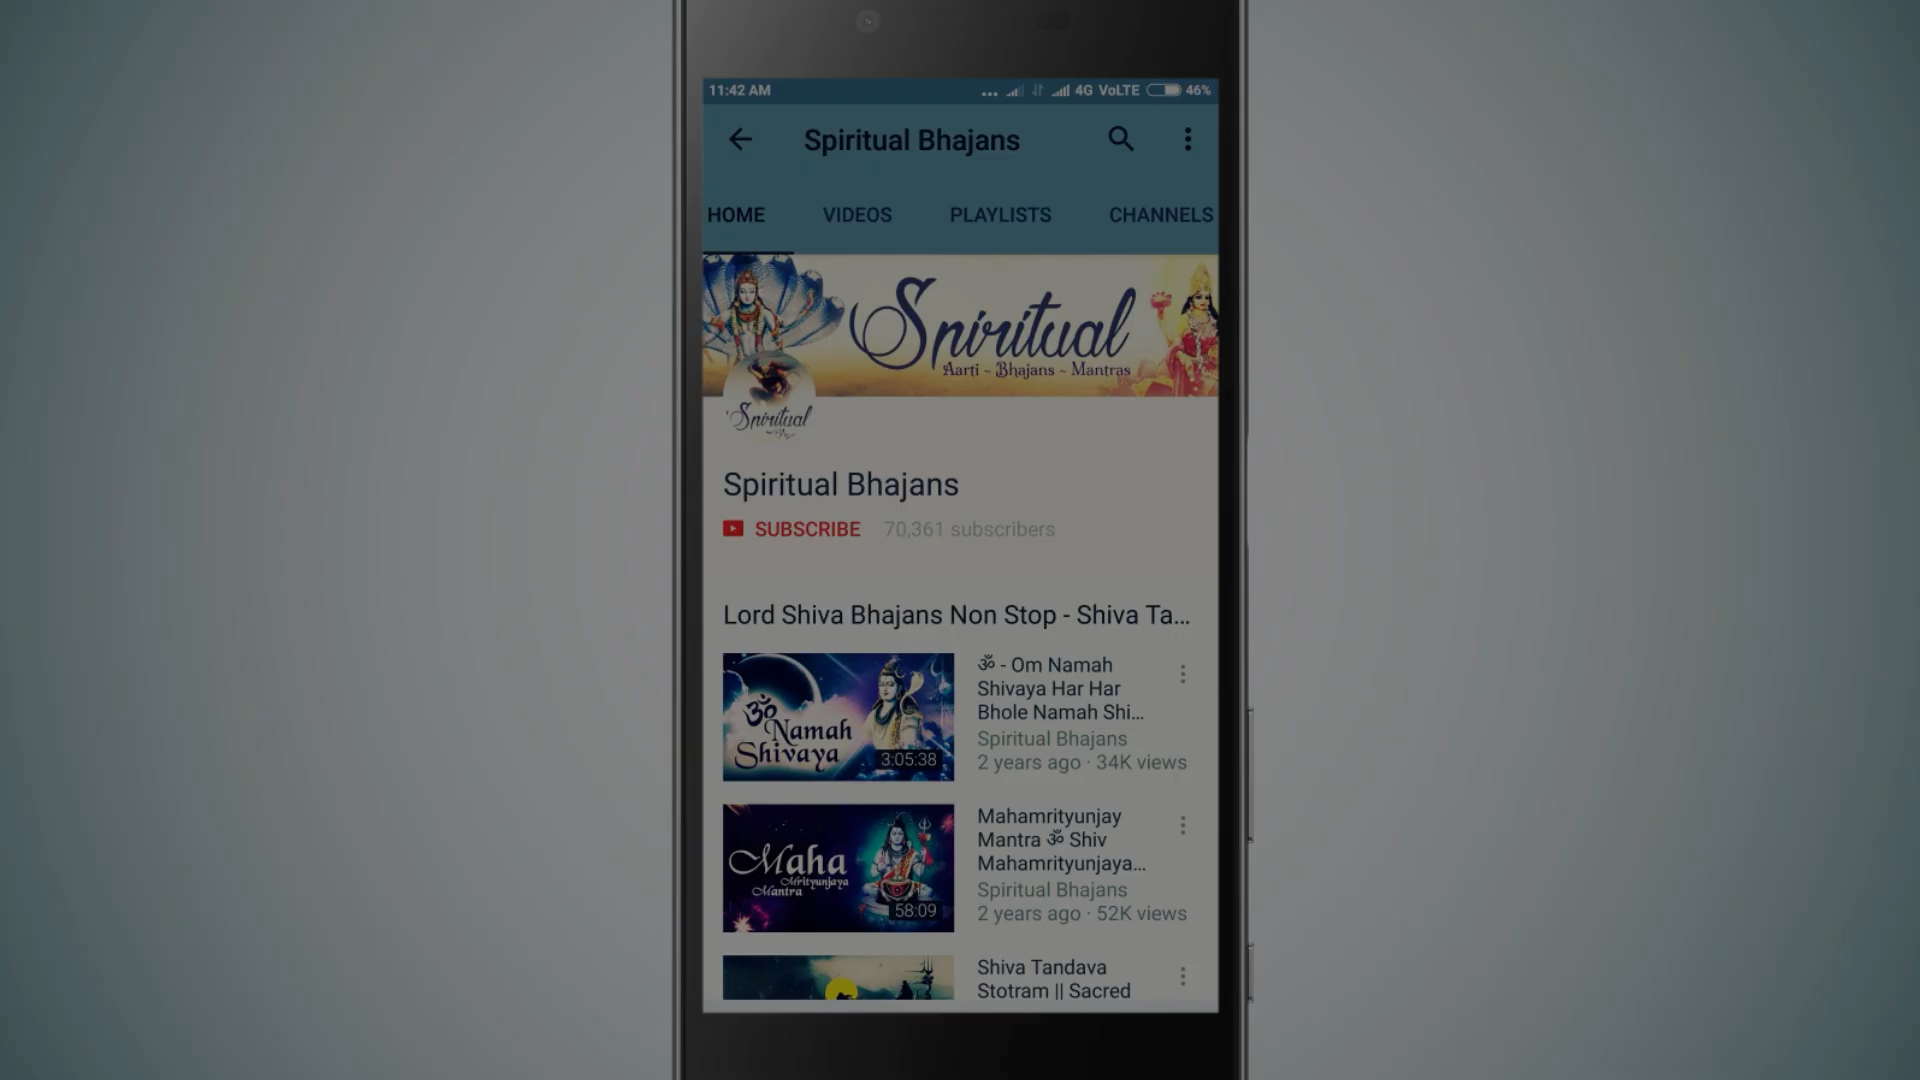 11:42 AM
4G VoLTE 46%
Spiritual Bhajans
HOME VIDEOS PLAYLISTS CHANNELS
Spiritual
Aarti ~ Bhajans ~ Mantras
Spiritual
Spiritual Bhajans
SUBSCRIBE 70,361 subscribers
Lord Shiva Bhajans Non Stop - Shiva Ta...
ॐ Namah Shivaya
3:05:38
ॐ - Om Namah
Shivaya Har Har
Bhole Namah Shi...
Spiritual Bhajans
2 years ago · 34K views
Maha
Mrityunjaya
Mantra
58:09
Mahamrityunjay
Mantra ॐ Shiv
Mahamrityunjaya...
Spiritual Bhajans
2 years ago · 52K views
Shiva Tandava
Stotram || Sacred